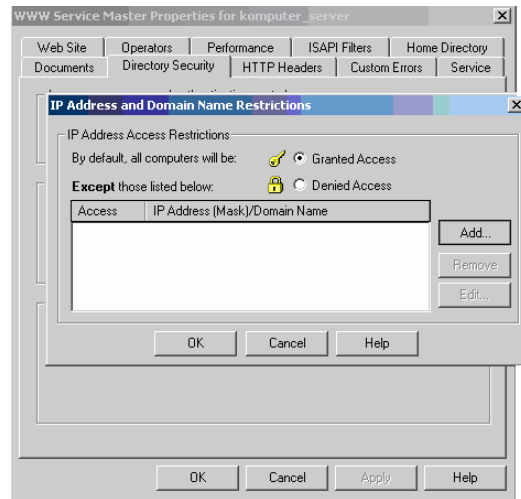 WWW Service Master Properties for komputer_server
Web Site Operators Performance ISAPI Filters Home Directory
Documents Directory Security HTTP Headers Custom Errors Service
IP Address and Domain Name Restrictions
IP Address Access Restrictions
By default, all computers will be: Granted Access
Except those listed below: Denied Access
Access IP Address (Mask)/Domain Name
Add...
Remove
Edit...
OK Cancel Help
OK Cancel Apply Help